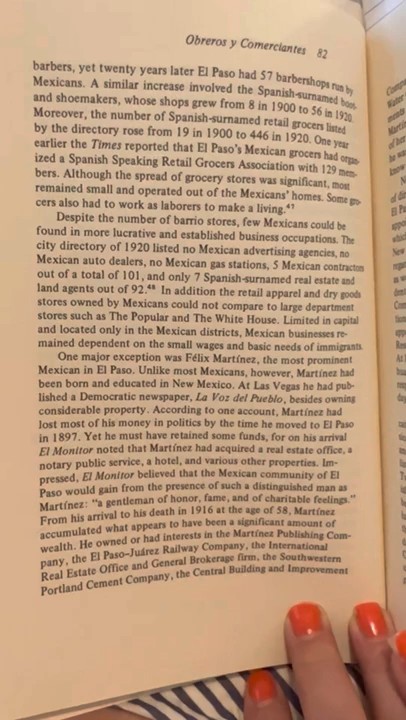 Obreros y Comerciantes 82
barbers, yet twenty years later El Paso had 57 barbershops run by
Mexicans. A similar increase involved the Spanish-surnamed boot
and shoemakers, whose shops grew from 8 in 1900 to 56 in 1920.
Moreover, the number of Spanish-surnamed retail grocers listed
by the directory rose from 19 in 1900 to 446 in 1920. One year
earlier the Times reported that El Paso's Mexican grocers had organ-
ized a Spanish Speaking Retail Grocers Association with 129 mem-
bers. Although the spread of grocery stores was significant, most
remained small and operated out of the Mexicans' homes. Some gro-
cers also had to work as laborers to make a living.⁴⁷
Despite the number of barrio stores, few Mexicans could be
found in more lucrative and established business occupations. The
city directory of 1920 listed no Mexican advertising agencies, no
Mexican auto dealers, no Mexican gas stations, 5 Mexican contractors
out of a total of 101, and only 7 Spanish-surnamed real estate and
land agents out of 92.⁴⁸ In addition the retail apparel and dry goods
stores owned by Mexicans could not compare to large department
stores such as The Popular and The White House. Limited in capital
and located only in the Mexican districts, Mexican businesses re-
mained dependent on the small wages and basic needs of immigrants.
One major exception was Félix Martínez, the most prominent
Mexican in El Paso. Unlike most Mexicans, however, Martínez had
been born and educated in New Mexico. At Las Vegas he had pub-
lished a Democratic newspaper, La Voz del Pueblo, besides owning
considerable property. According to one account, Martínez had
lost most of his money in politics by the time he moved to El Paso
in 1897. Yet he must have retained some funds, for on his arrival
El Monitor noted that Martínez had acquired a real estate office, a
notary public service, a hotel, and various other properties. Im-
pressed, El Monitor believed that the Mexican community of El
Paso would gain from the presence of such a distinguished man as
Martínez: "a gentleman of honor, fame, and of charitable feelings."
From his arrival to his death in 1916 at the age of 58, Martínez
accumulated what appears to have been a significant amount of
wealth. He owned or had interests in the Martínez Publishing Com-
pany, the El Paso-Juárez Railway Company, the International
Real Estate Office and General Brokerage firm, the Southwestern
Portland Cement Company, the Central Building and Improvement